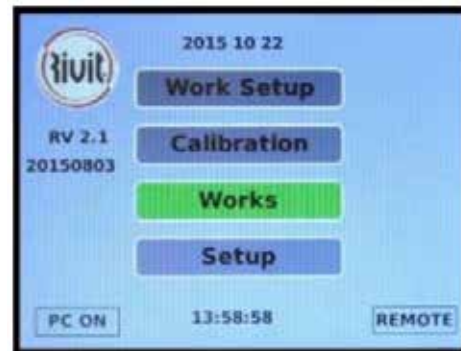 Rivit
2015 10 22
Work Setup
RV 2.1
20150803
Calibration
Works
Setup
PC ON
13:58:58
REMOTE